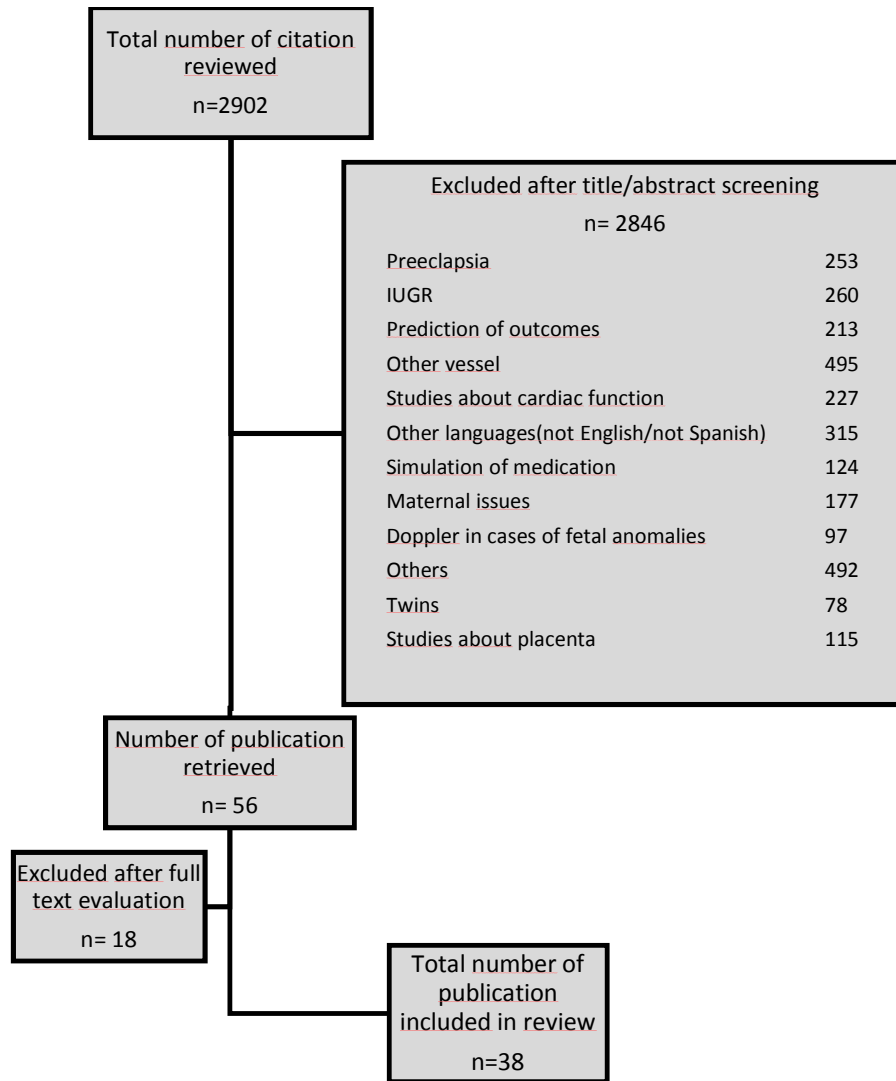 Total number of citation
reviewed
n=2902
Excluded after title/abstract screening
n= 2846
Preeclapsia 253
IUGR 260
Prediction of outcomes 213
Other vessel 495
Studies about cardiac function 227
Other languages(not English/not Spanish) 315
Simulation of medication 124
Maternal issues 177
Doppler in cases of fetal anomalies 97
Others 492
Twins 78
Studies about placenta 115
Number of publication
retrieved
n= 56
Excluded after full
text evaluation
n= 18
Total number of
publication
included in review
n=38